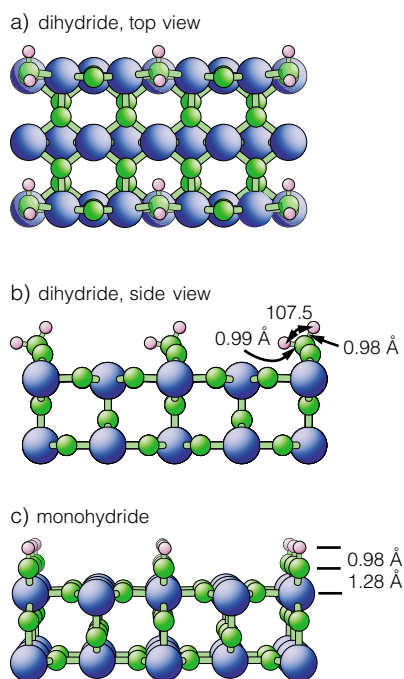 a) dihydride, top view
b) dihydride, side view
107.5
0.99 Å
0.98 Å
c) monohydride
0.98 Å
1.28 Å